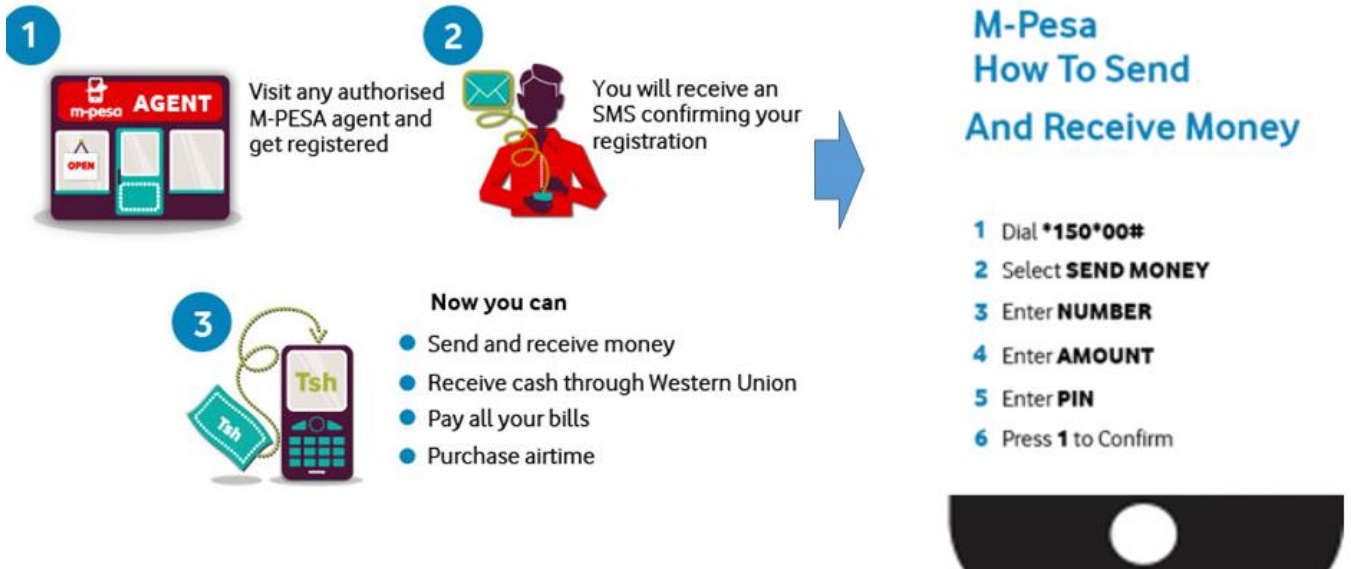 1
m-pesa AGENT
OPEN
Visit any authorised
M-PESA agent and
get registered
2
You will receive an
SMS confirming your
registration
3
Tsh
Tsh
Now you can
Send and receive money
Receive cash through Western Union
Pay all your bills
Purchase airtime
M-Pesa
How To Send
And Receive Money
1 Dial *150*00#
2 Select SEND MONEY
3 Enter NUMBER
4 Enter AMOUNT
5 Enter PIN
6 Press 1 to Confirm